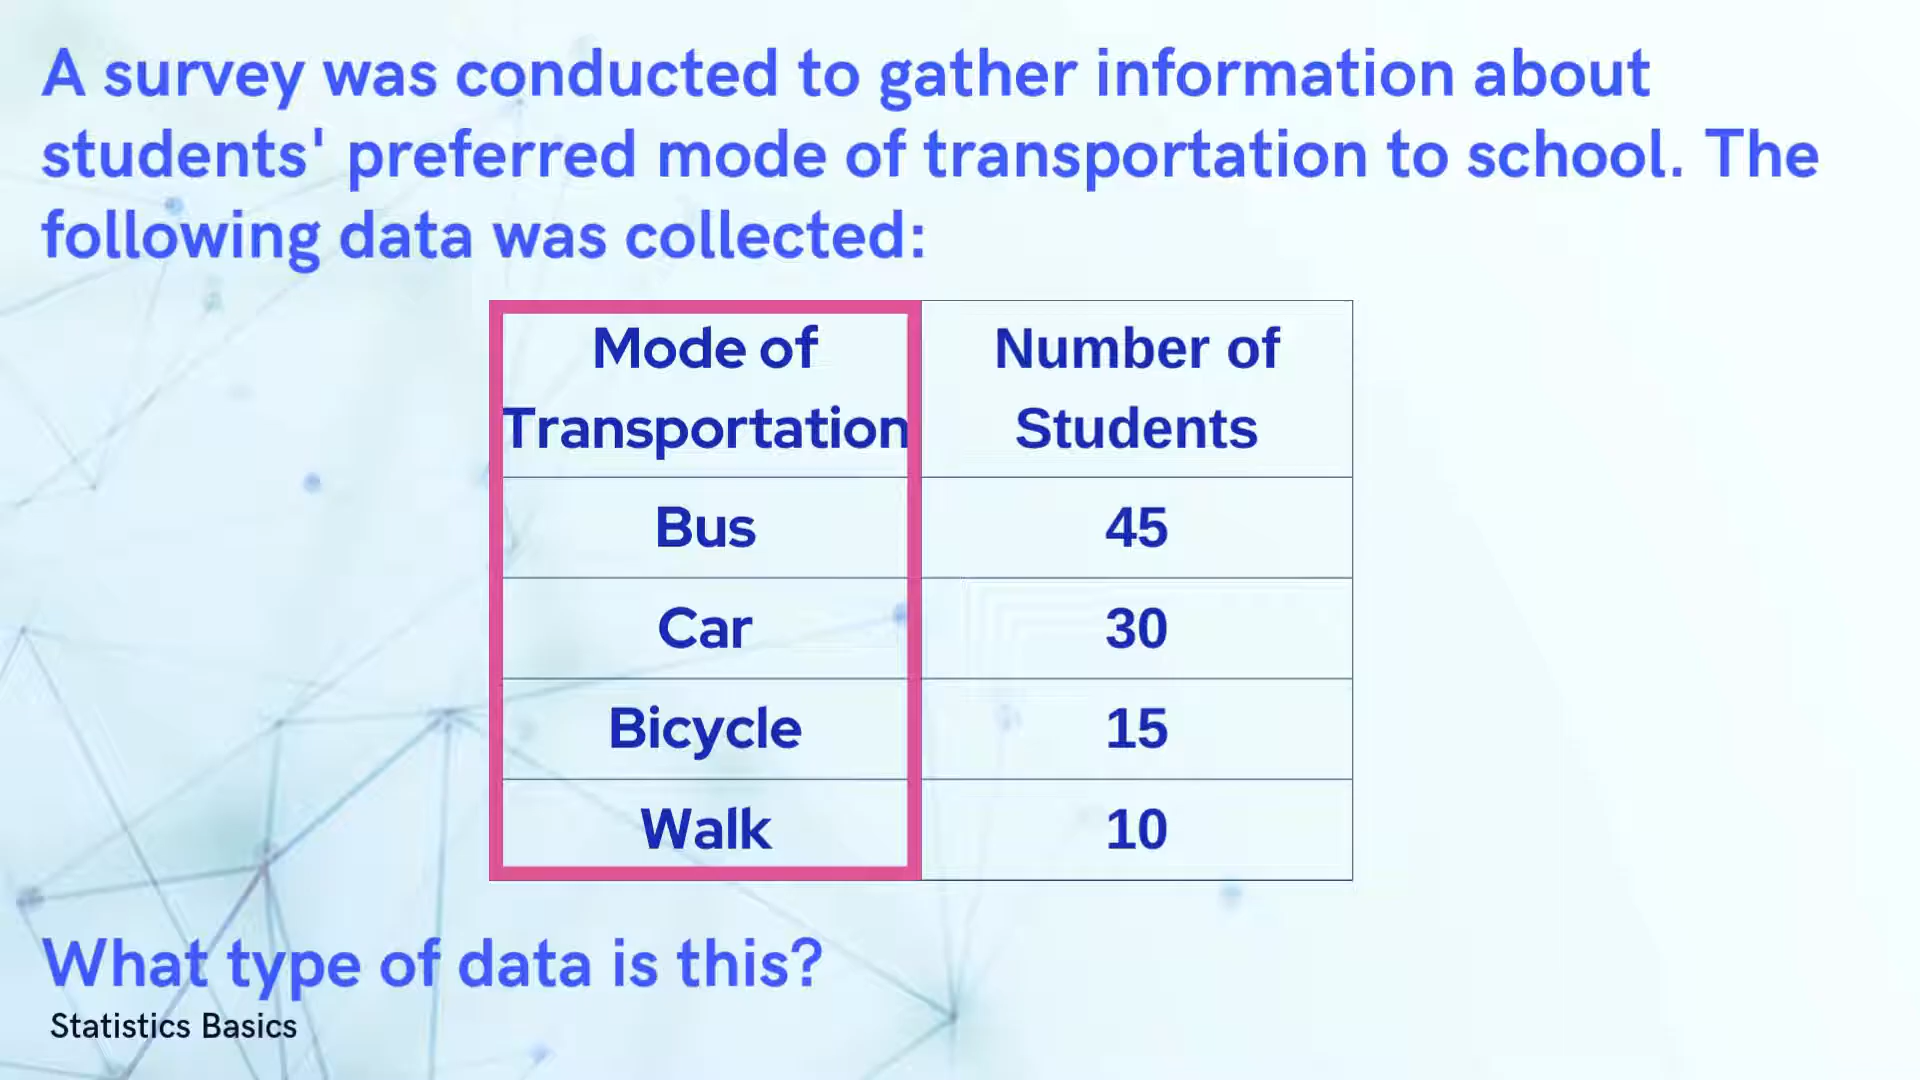 A survey was conducted to gather information about
students' preferred mode of transportation to school. The
following data was collected:
Mode of Transportation Number of Students
Bus 45
Car 30
Bicycle 15
Walk 10
What type of data is this?
Statistics Basics